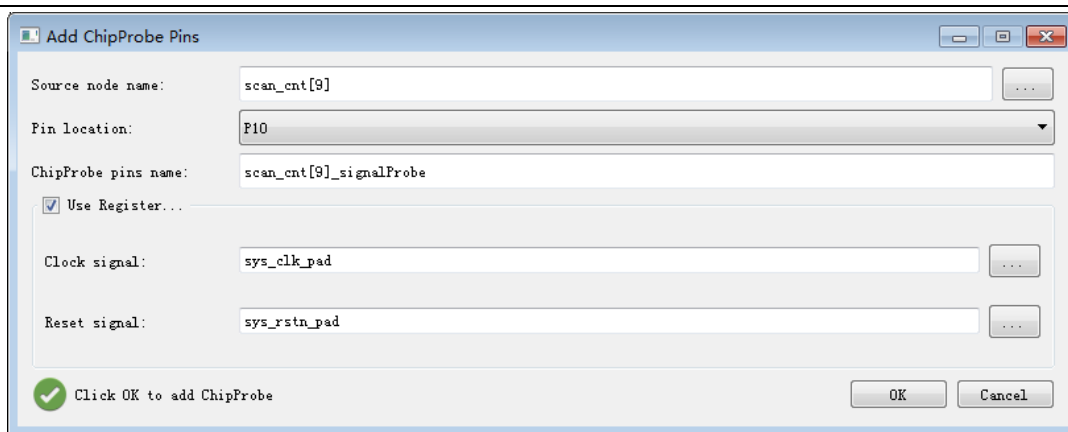 Add ChipProbe Pins
Source node name: scan_cnt[9] ...
Pin location: P10
ChipProbe pins name: scan_cnt[9]_signalProbe
Use Register...
Clock signal: sys_clk_pad ...
Reset signal: sys_rstn_pad ...
Click OK to add ChipProbe OK Cancel